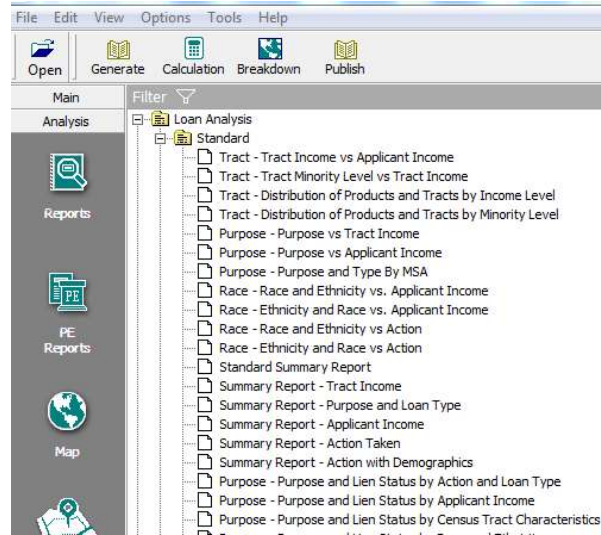 File Edit View Options Tools Help
Open Generate Calculation Breakdown Publish
Main
Analysis
Reports
PE
PE
Reports
Map
Filter
Loan Analysis
Standard
Tract - Tract Income vs Applicant Income
Tract - Tract Minority Level vs Tract Income
Tract - Distribution of Products and Tracts by Income Level
Tract - Distribution of Products and Tracts by Minority Level
Purpose - Purpose vs Tract Income
Purpose - Purpose vs Applicant Income
Purpose - Purpose and Type By MSA
Race - Race and Ethnicity vs. Applicant Income
Race - Ethnicity and Race vs. Applicant Income
Race - Race and Ethnicity vs Action
Race - Ethnicity and Race vs Action
Standard Summary Report
Summary Report - Tract Income
Summary Report - Purpose and Loan Type
Summary Report - Applicant Income
Summary Report - Action Taken
Summary Report - Action with Demographics
Purpose - Purpose and Lien Status by Action and Loan Type
Purpose - Purpose and Lien Status by Applicant Income
Purpose - Purpose and Lien Status by Census Tract Characteristics